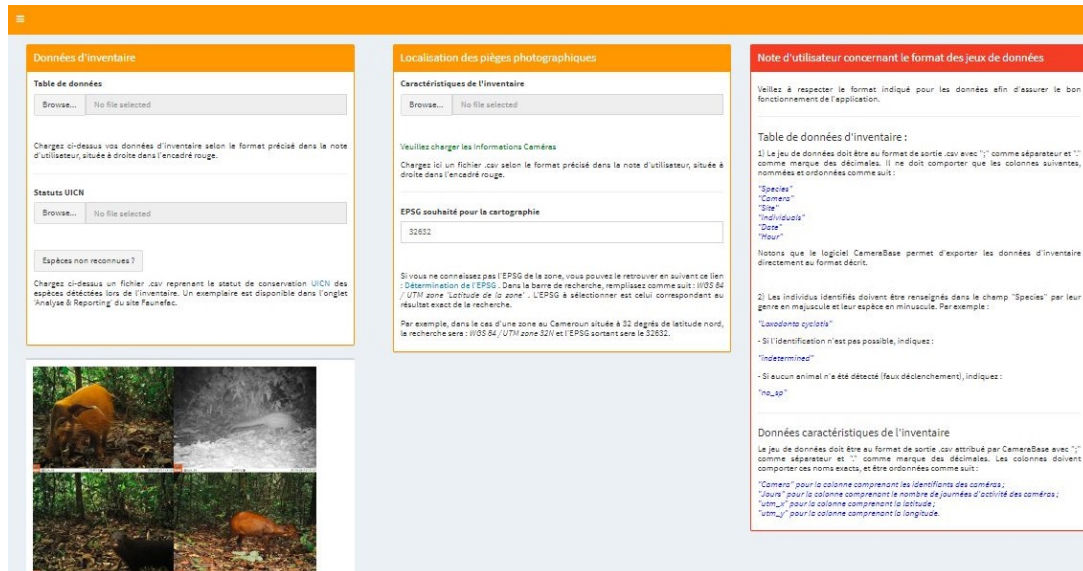 Données d'inventaire
Table de données
Browse... No file selected
Chargez ci-dessus vos données d'inventaire selon le format précisé dans la note
d'utilisateur, située à droite dans l'encadré rouge.
Statuts UICN
Browse... No file selected
Espèces non reconnues ?
Chargez ci-dessus un fichier .csv reprenant le statut de conservation UICN des
espèces détéctées lors de l'inventaire. Un exemplaire est disponible dans l'onglet
'Analyse & Reporting' du site Faunefac.
Localisation des pièges photographiques
Caractéristiques de l'inventaire
Browse... No file selected
Veuillez charger les Informations Caméras
Chargez ici un fichier .csv selon le format précisé dans la note d'utilisateur, située à
droite dans l'encadré rouge.
EPSG souhaité pour la cartographie
32632
Si vous ne connaissez pas l'EPSG de la zone, vous pouvez le retrouver en suivant ce lien
: Détermination de l'EPSG . Dans la barre de recherche, remplissez comme suit : WGS 84
/ UTM zone 'Latitude de la zone' . L'EPSG à sélectionner est celui correspondant au
résultat exact de la recherche.
Par exemple, dans le cas d'une zone au Cameroun située à 32 degrés de latitude nord,
la recherche sera : WGS 84 / UTM zone 32N et l'EPSG sortant sera le 32632.
Note d'utilisateur concernant le format des jeux de données
Veillez à respecter le format indiqué pour les données afin d'assurer le bon
fonctionnement de l'application.
Table de données d'inventaire :
1) Le jeu de données doit être au format de sortie .csv avec ";" comme séparateur et "."
comme marque des décimales. Il ne doit comporter que les colonnes suivantes,
nommées et ordonnées comme suit :
"Species"
"Camera"
"Site"
"Individuals"
"Date"
"Hour"
Notons que le logiciel CameraBase permet d'exporter les données d'inventaire
directement au format décrit.
2) Les individus identifiés doivent être renseignés dans le champ "Species" par leur
genre en majuscule et leur espèce en minuscule. Par exemple :
"Loxodonta cyclotis"
- Si l'identification n'est pas possible, indiquez :
"indetermined"
- Si aucun animal n'a été détecté (faux déclenchement), indiquez :
"no_sp"
Données caractéristiques de l'inventaire
Le jeu de données doit être au format de sortie .csv attribué par CameraBase avec ";"
comme séparateur et "." comme marque des décimales. Les colonnes doivent
comporter ces noms exacts, et être ordonnées comme suit :
"Camera" pour la colonne comprenant les identifiants des caméras ;
"Jours" pour la colonne comprenant le nombre de journées d'activité des caméras ;
"utm_x" pour la colonne comprenant la latitude ;
"utm_y" pour la colonne comprenant la longitude.